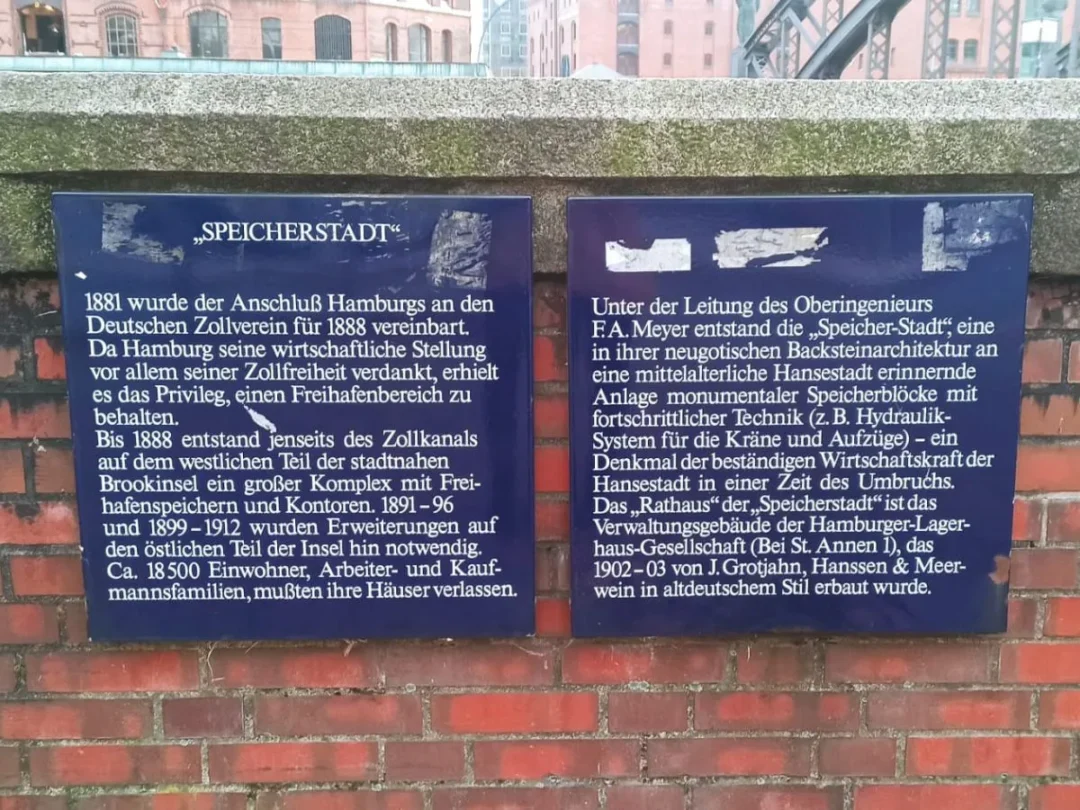 „SPEICHERSTADT“
1881 wurde der Anschluß Hamburgs an den
Deutschen Zollverein für 1888 vereinbart.
Da Hamburg seine wirtschaftliche Stellung
vor allem seiner Zollfreiheit verdankt, erhielt
es das Privileg, einen Freihafenbereich zu
behalten.
Bis 1888 entstand jenseits des Zollkanals
auf dem westlichen Teil der stadtnahen
Brookinsel ein großer Komplex mit Frei-
hafenspeichern und Kontoren. 1891–96
und 1899–1912 wurden Erweiterungen auf
den östlichen Teil der Insel hin notwendig.
Ca. 18500 Einwohner, Arbeiter- und Kauf-
mannsfamilien, mußten ihre Häuser verlassen.
Unter der Leitung des Oberingenieurs
F. A. Meyer entstand die „Speicher-Stadt“, eine
in ihrer neugotischen Backsteinarchitektur an
eine mittelalterliche Hansestadt erinnernde
Anlage monumentaler Speicherblöcke mit
fortschrittlicher Technik (z. B. Hydraulik-
System für die Kräne und Aufzüge) – ein
Denkmal der beständigen Wirtschaftskraft der
Hansestadt in einer Zeit des Umbruchs.
Das „Rathaus“ der „Speicherstadt“ ist das
Verwaltungsgebäude der Hamburger-Lager-
haus-Gesellschaft (Bei St. Annen 1), das
1902–03 von J. Grotjahn, Hanssen & Meer-
wein in altdeutschem Stil erbaut wurde.